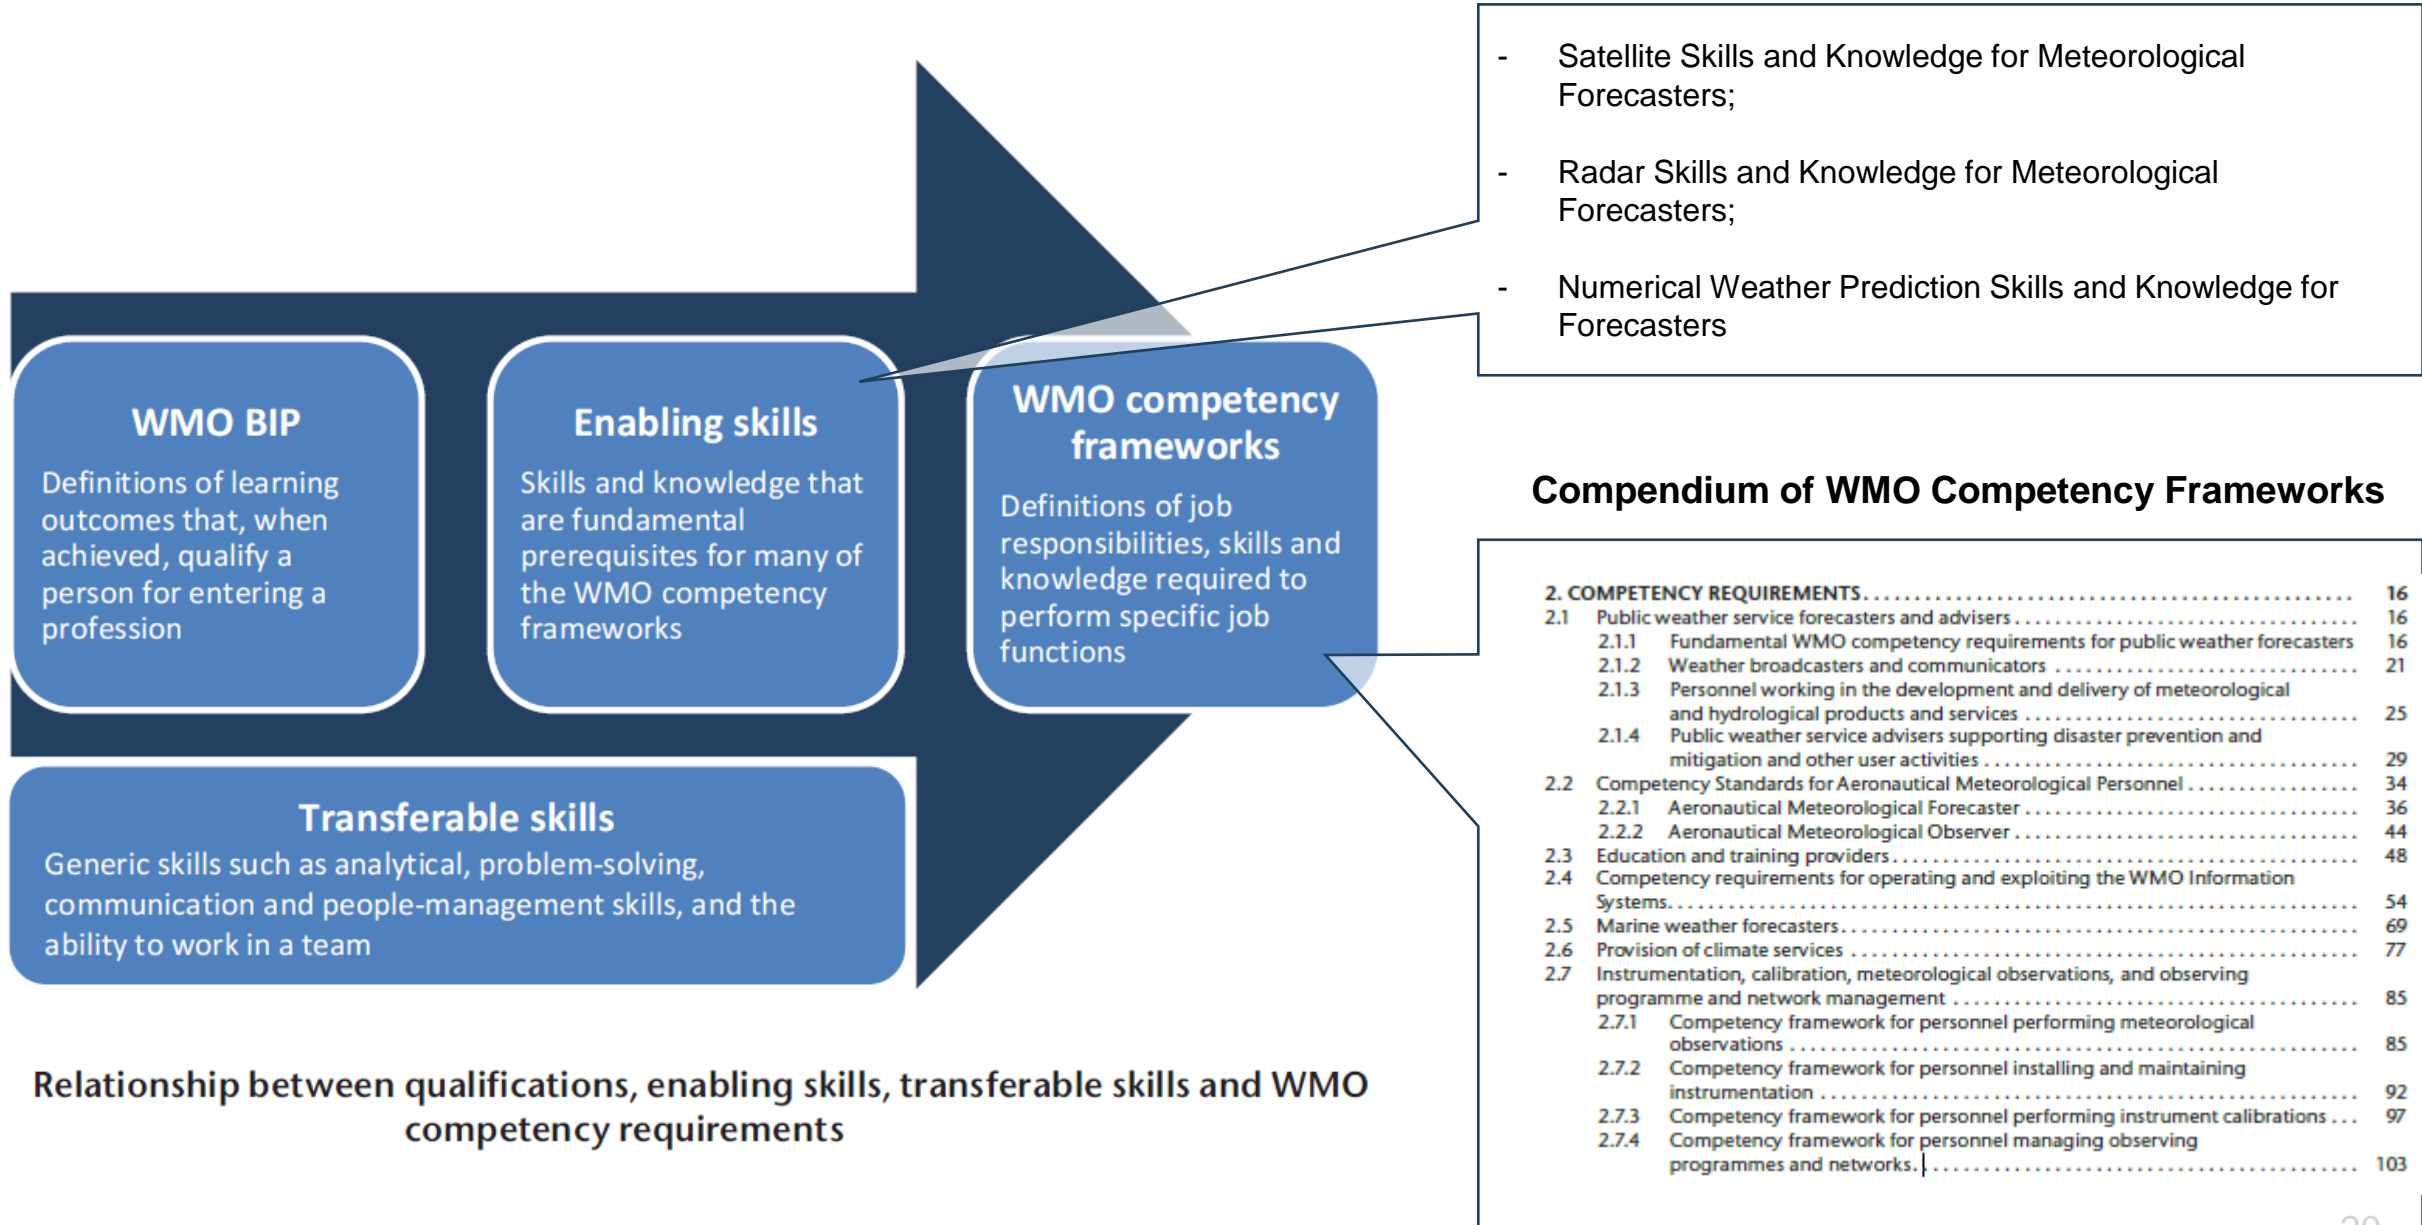 - Satellite Skills and Knowledge for Meteorological
Forecasters;
- Radar Skills and Knowledge for Meteorological
Forecasters;
- Numerical Weather Prediction Skills and Knowledge for
Forecasters
WMO BIP
Definitions of learning
outcomes that, when
achieved, qualify a
person for entering a
profession
Enabling skills
Skills and knowledge that
are fundamental
prerequisites for many of
the WMO competency
frameworks
WMO competency
frameworks
Definitions of job
responsibilities, skills and
knowledge required to
perform specific job
functions
Transferable skills
Generic skills such as analytical, problem-solving,
communication and people-management skills, and the
ability to work in a team
Relationship between qualifications, enabling skills, transferable skills and WMO
competency requirements
Compendium of WMO Competency Frameworks
2. COMPETENCY REQUIREMENTS 16
2.1 Public weather service forecasters and advisers 16
2.1.1 Fundamental WMO competency requirements for public weather forecasters 16
2.1.2 Weather broadcasters and communicators 21
2.1.3 Personnel working in the development and delivery of meteorological
and hydrological products and services 25
2.1.4 Public weather service advisers supporting disaster prevention and
mitigation and other user activities 29
2.2 Competency Standards for Aeronautical Meteorological Personnel 34
2.2.1 Aeronautical Meteorological Forecaster 36
2.2.2 Aeronautical Meteorological Observer 44
2.3 Education and training providers 48
2.4 Competency requirements for operating and exploiting the WMO Information
Systems 54
2.5 Marine weather forecasters 69
2.6 Provision of climate services 77
2.7 Instrumentation, calibration, meteorological observations, and observing
programme and network management 85
2.7.1 Competency framework for personnel performing meteorological
observations 85
2.7.2 Competency framework for personnel installing and maintaining
instrumentation 92
2.7.3 Competency framework for personnel performing instrument calibrations 97
2.7.4 Competency framework for personnel managing observing
programmes and networks 103